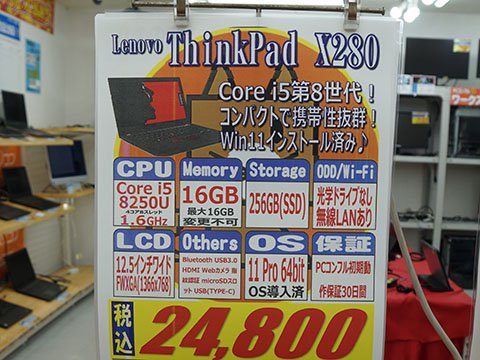 Lenovo ThinkPad X280
Core i5第8世代！
コンパクトで携帯性抜群！
Win11インストール済み♪
CPU
Core i5
8250U
4コア8スレッド
1.6GHz
Memory
16GB
最大16GB
変更不可
Storage
256GB(SSD)
ODD/Wi-Fi
光学ドライブなし
無線LANあり
LCD
12.5インチワイド
FWXGA(1366x768)
Others
Bluetooth USB3.0
HDMI Webカメラ 指
紋認証 microSDスロ
ット USB(TYPE-C)
OS
11 Pro 64bit
OS導入済
保証
PCコンフル初期動
作保証30日間
税込
24,800